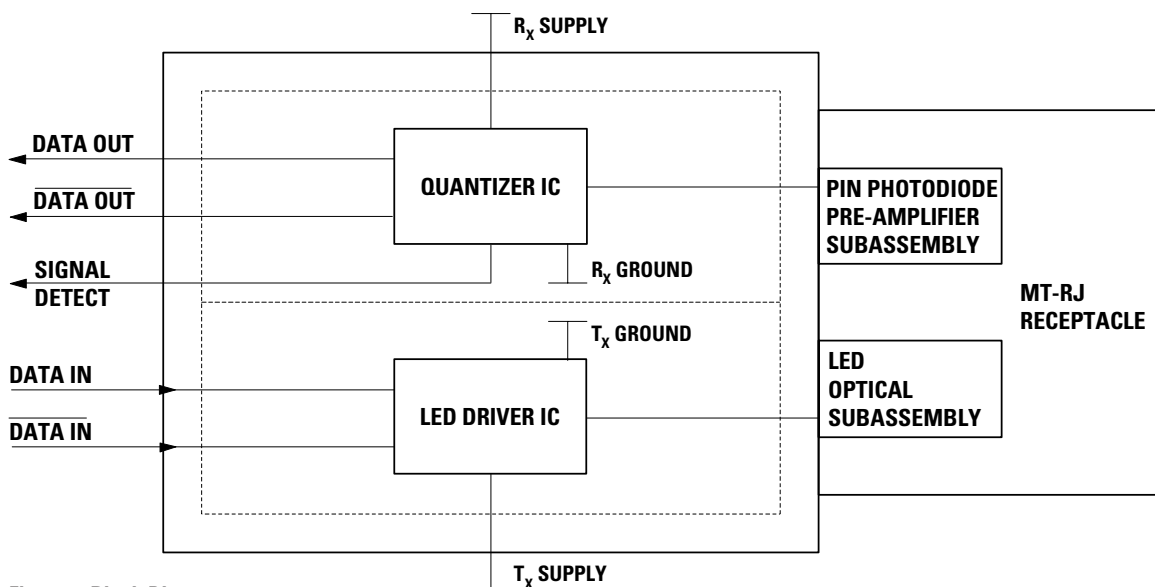 Rx SUPPLY
DATA OUT
DATA OUT
SIGNAL
DETECT
QUANTIZER IC
Rx GROUND
PIN PHOTODIODE
PRE-AMPLIFIER
SUBASSEMBLY
MT-RJ
RECEPTACLE
Tx GROUND
DATA IN
DATA IN
LED DRIVER IC
LED
OPTICAL
SUBASSEMBLY
Tx SUPPLY